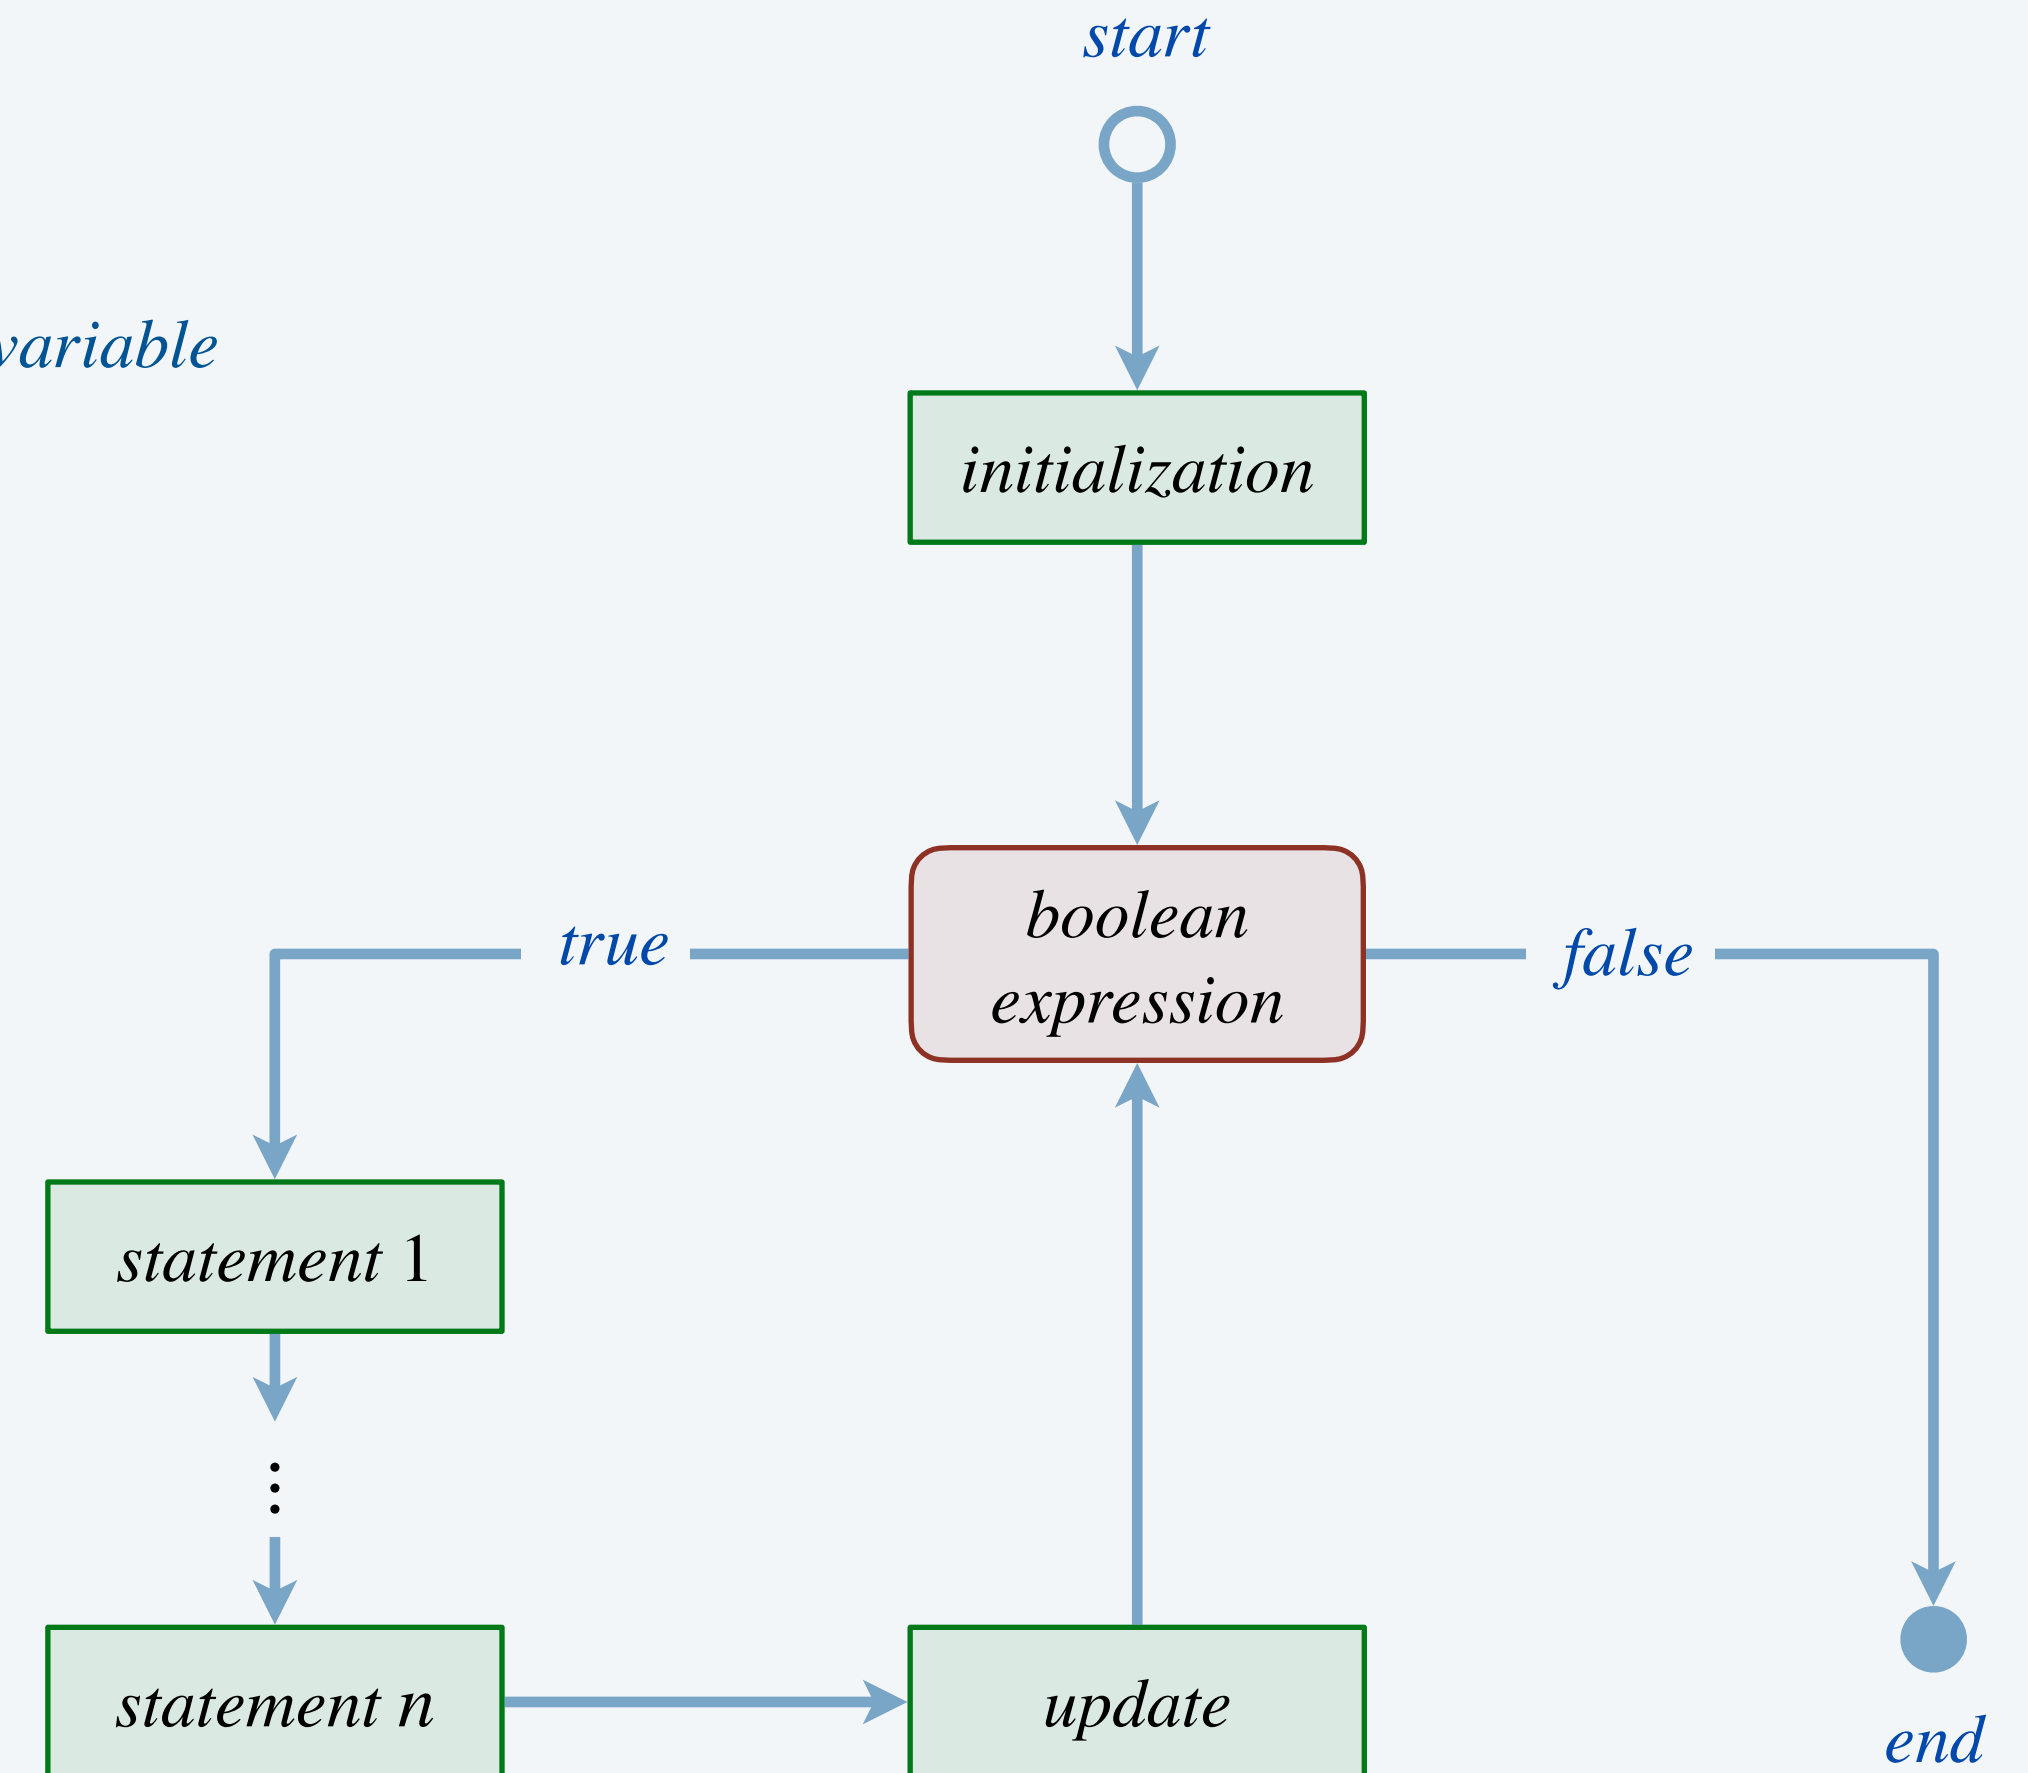 start
variable
initialization
boolean
expression
true
false
statement 1
statement n
update
end